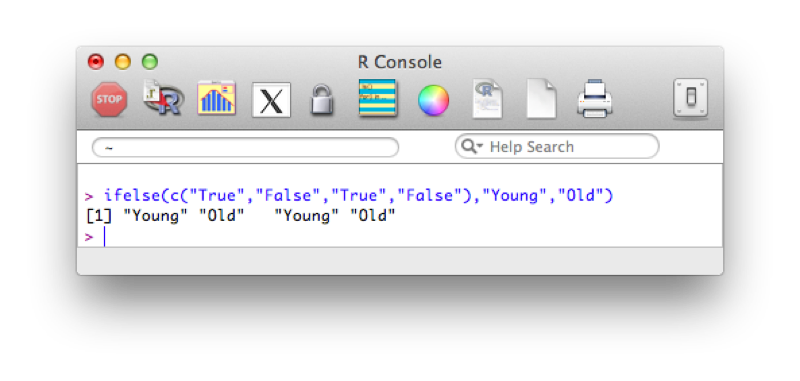 R Console
STOP
R
X
R
~
Help Search
> ifelse(c("True","False","True","False"),"Young","Old")
[1] "Young" "Old"   "Young" "Old"
>